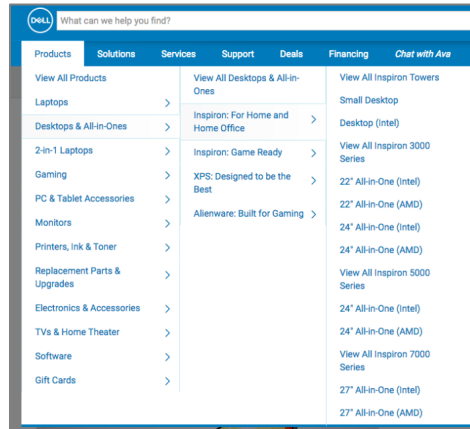 DELL
What can we help you find?
Products Solutions Services Support Deals Financing Chat with Ava
View All Products
Laptops
Desktops & All-in-Ones
2-in-1 Laptops
Gaming
PC & Tablet Accessories
Monitors
Printers, Ink & Toner
Replacement Parts &
Upgrades
Electronics & Accessories
TVs & Home Theater
Software
Gift Cards
View All Desktops & All-in-
Ones
Inspiron: For Home and
Home Office
Inspiron: Game Ready
XPS: Designed to be the
Best
Alienware: Built for Gaming
View All Inspiron Towers
Small Desktop
Desktop (Intel)
View All Inspiron 3000
Series
22" All-in-One (Intel)
22" All-in-One (AMD)
24" All-in-One (Intel)
24" All-in-One (AMD)
View All Inspiron 5000
Series
24" All-in-One (Intel)
24" All-in-One (AMD)
View All Inspiron 7000
Series
27" All-in-One (Intel)
27" All-in-One (AMD)